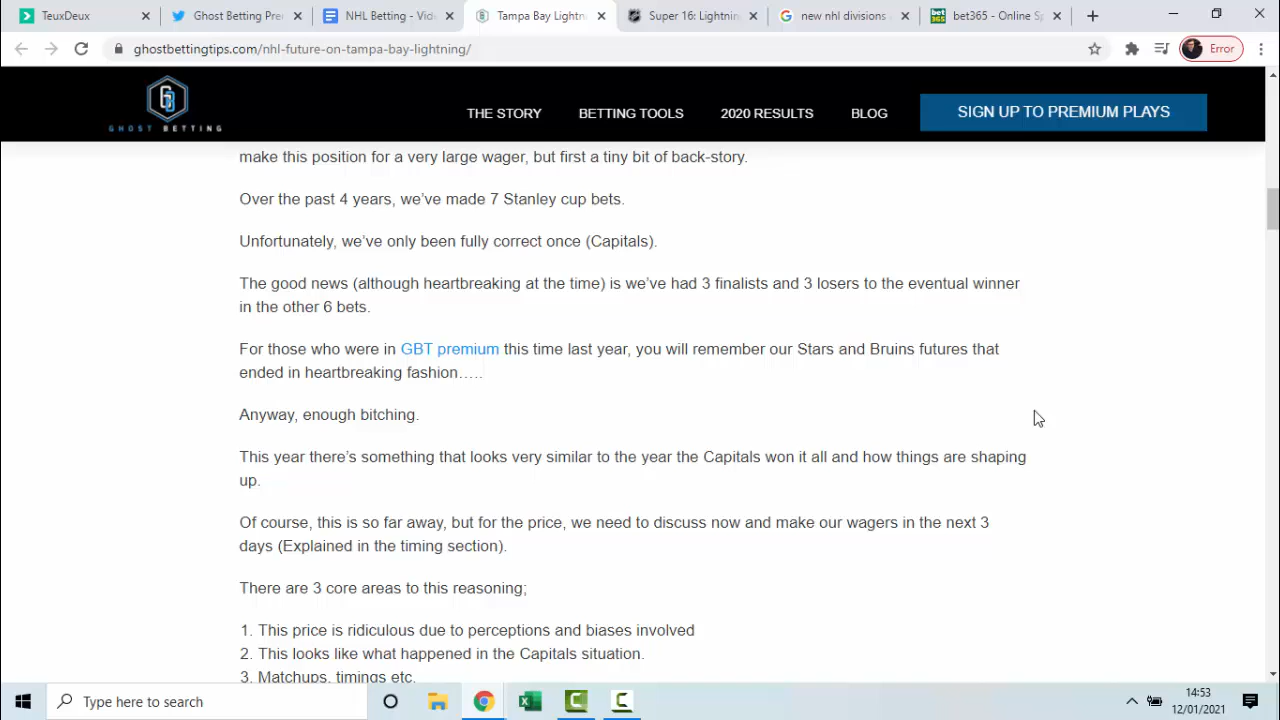 TeuxDeux
Ghost Betting Pre
NHL Betting - Vid
Tampa Bay Lightn
Super 16: Lightnin
new nhl divisions
bet365 - Online Sp
ghostbettingtips.com/nhl-future-on-tampa-bay-lightning/
Error
GHOST BETTING
THE STORY
BETTING TOOLS
2020 RESULTS
BLOG
SIGN UP TO PREMIUM PLAYS
make this position for a very large wager, but first a tiny bit of back-story.
Over the past 4 years, we’ve made 7 Stanley cup bets.
Unfortunately, we’ve only been fully correct once (Capitals).
The good news (although heartbreaking at the time) is we’ve had 3 finalists and 3 losers to the eventual winner
in the other 6 bets.
For those who were in GBT premium this time last year, you will remember our Stars and Bruins futures that
ended in heartbreaking fashion…..
Anyway, enough bitching.
This year there’s something that looks very similar to the year the Capitals won it all and how things are shaping
up.
Of course, this is so far away, but for the price, we need to discuss now and make our wagers in the next 3
days (Explained in the timing section).
There are 3 core areas to this reasoning;
1. This price is ridiculous due to perceptions and biases involved
2. This looks like what happened in the Capitals situation.
3. Matchups, timings etc.
Type here to search
14:53
12/01/2021